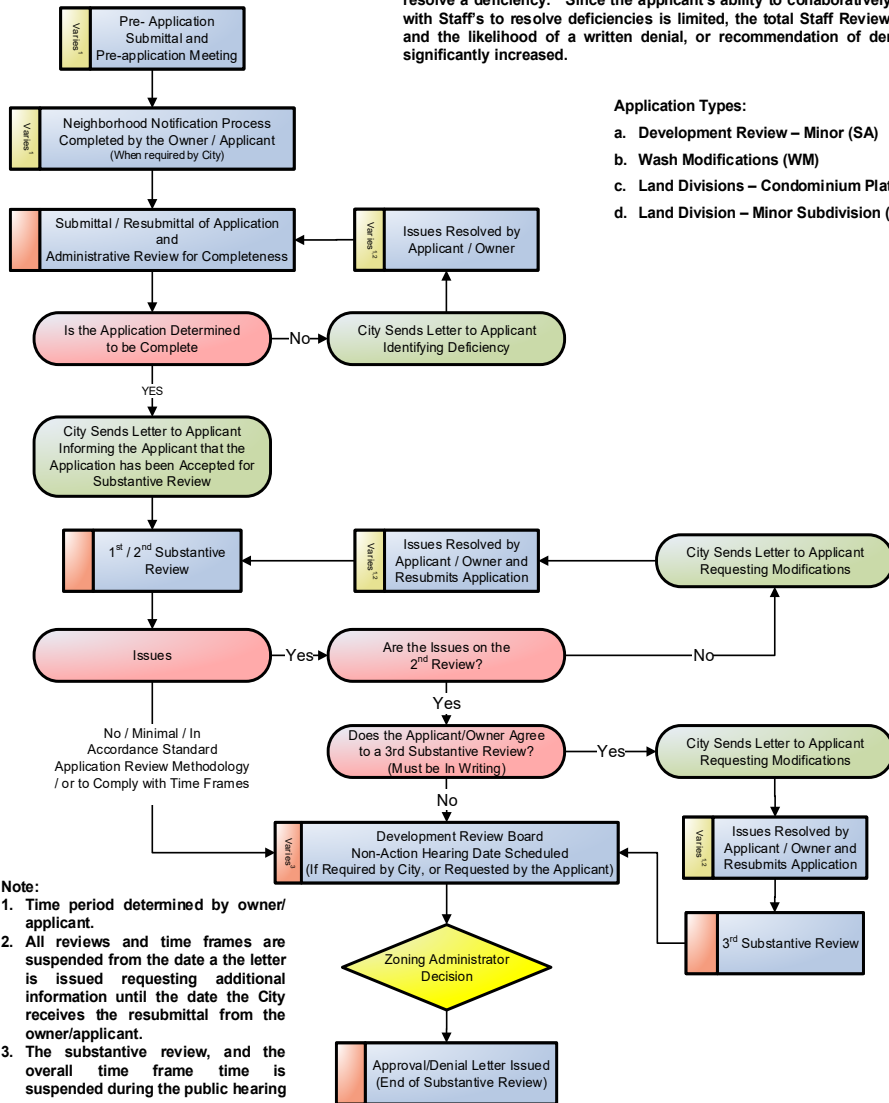 resolve a deficiency. Since the applicant's ability to collaboratively
with Staff's to resolve deficiencies is limited, the total Staff Review
and the likelihood of a written denial, or recommendation of
significantly increased.
Pre- Application
Submittal and
Pre-application Meeting
Varies1
Application Types:
a. Development Review – Minor (SA)
b. Wash Modifications (WM)
c. Land Divisions – Condominium
d. Land Division – Minor Subdivision
Neighborhood Notification Process
Completed by the Owner / Applicant
(When required by City)
Varies1
Submittal / Resubmittal of Application
and
Administrative Review for Completeness
Issues Resolved by
Applicant / Owner
Varies1,2
Is the Application Determined
to be Complete
No
City Sends Letter to Applicant
Identifying Deficiency
YES
City Sends Letter to Applicant
Informing the Applicant that the
Application has been Accepted for
Substantive Review
1st / 2nd Substantive
Review
Issues Resolved by
Applicant / Owner and
Resubmits Application
Varies1,2
City Sends Letter to Applicant
Requesting Modifications
Issues
Yes
Are the Issues on the
2nd Review?
No
Yes
No / Minimal / In
Accordance Standard
Application Review Methodology
/ or to Comply with Time Frames
Does the Applicant/Owner Agree
to a 3rd Substantive Review?
(Must be In Writing)
Yes
City Sends Letter to Applicant
Requesting Modifications
No
Development Review Board
Non-Action Hearing Date Scheduled
(If Required by City, or Requested by the Applicant)
Varies3
Issues Resolved by
Applicant / Owner and
Resubmits Application
Varies1,2
3rd Substantive Review
Zoning Administrator
Decision
Approval/Denial Letter Issued
(End of Substantive Review)
Note:
1. Time period determined by owner/
applicant.
2. All reviews and time frames are
suspended from the date a the letter
is issued requesting additional
information until the date the City
receives the resubmittal from the
owner/applicant.
3. The substantive review, and the
overall time frame time is
suspended during the public hearing